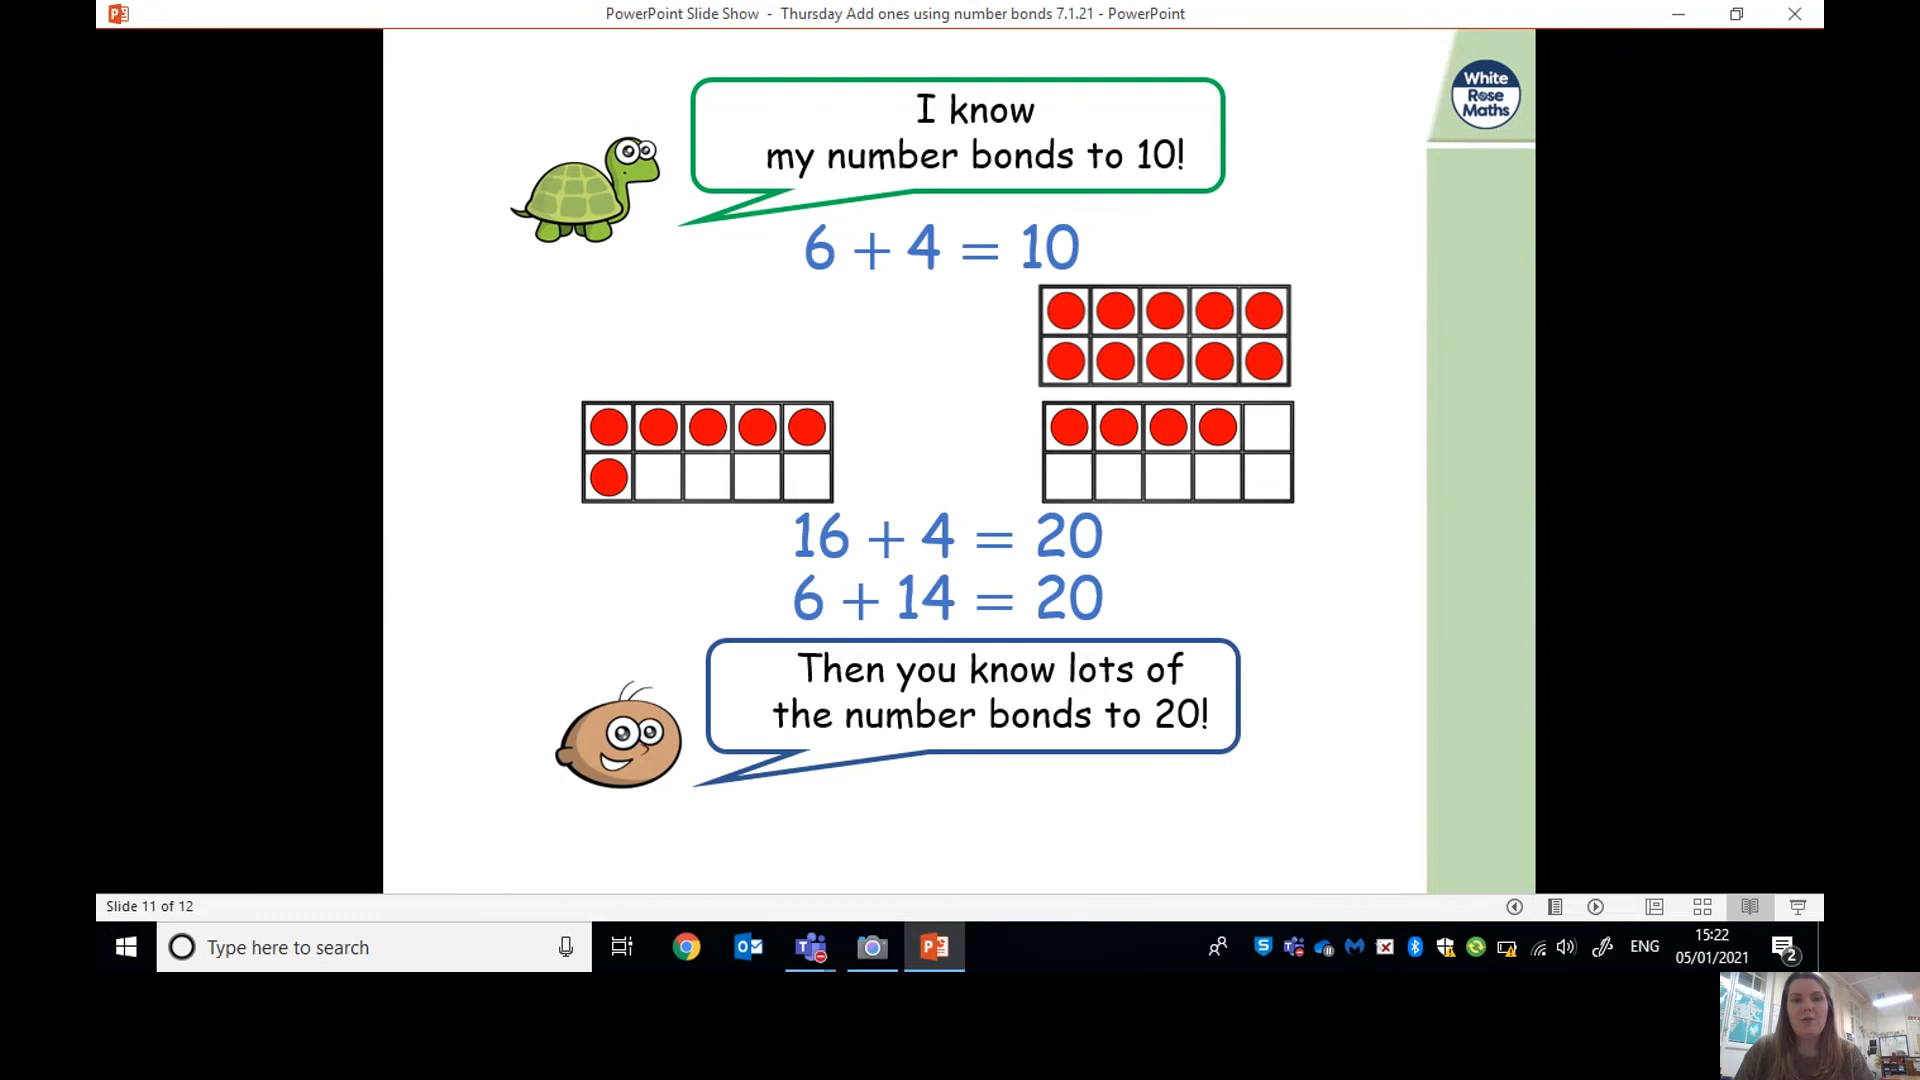 PowerPoint Slide Show - Thursday Add ones using number bonds 7.1.21 - PowerPoint
White
Rose
Maths
I know
my number bonds to 10!
6 + 4 = 10
16 + 4 = 20
6 + 14 = 20
Then you know lots of
the number bonds to 20!
Slide 11 of 12
Type here to search
ENG
15:22
05/01/2021
2